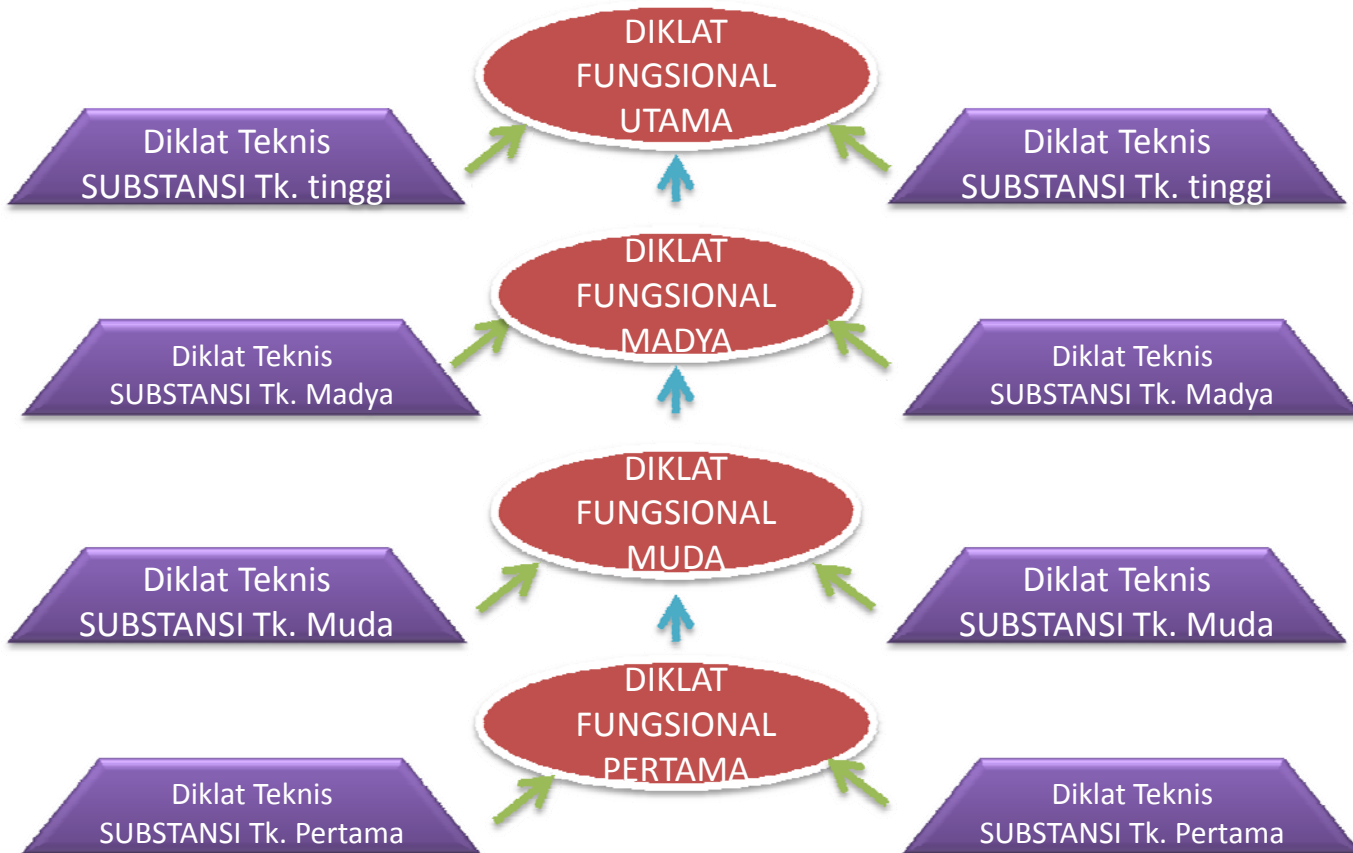 DIKLAT
FUNGSIONAL
UTAMA
Diklat Teknis
SUBSTANSI Tk. tinggi
Diklat Teknis
SUBSTANSI Tk. tinggi
DIKLAT
FUNGSIONAL
MADYA
Diklat Teknis
SUBSTANSI Tk. Madya
Diklat Teknis
SUBSTANSI Tk. Madya
DIKLAT
FUNGSIONAL
MUDA
Diklat Teknis
SUBSTANSI Tk. Muda
Diklat Teknis
SUBSTANSI Tk. Muda
DIKLAT
FUNGSIONAL
PERTAMA
Diklat Teknis
SUBSTANSI Tk. Pertama
Diklat Teknis
SUBSTANSI Tk. Pertama